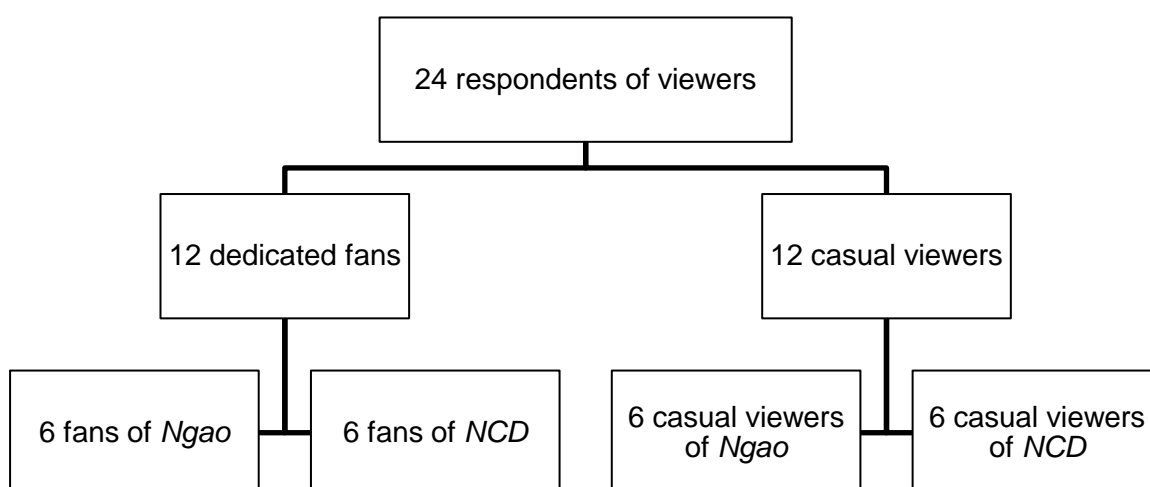 24 respondents of viewers
12 dedicated fans
12 casual viewers
6 fans of Ngao
6 fans of NCD
6 casual viewers
of Ngao
6 casual viewers
of NCD